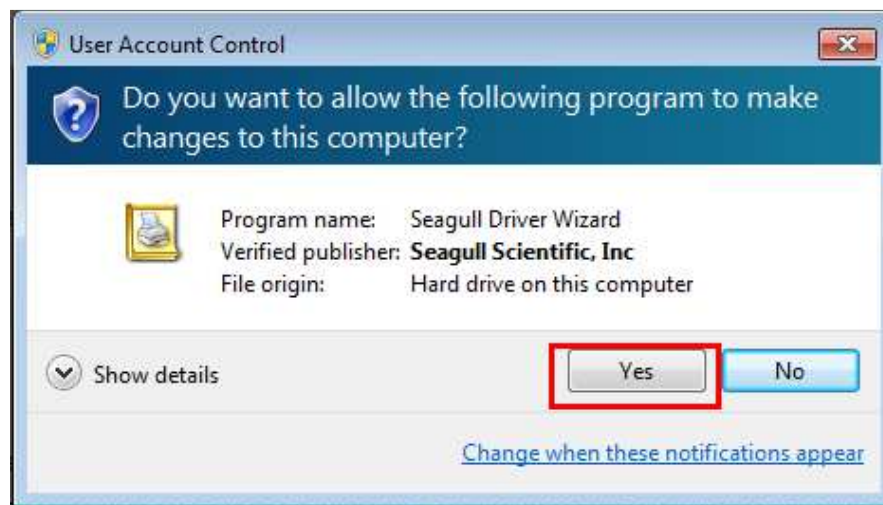 User Account Control
Do you want to allow the following program to make
changes to this computer?
Program name: Seagull Driver Wizard
Verified publisher: Seagull Scientific, Inc
File origin: Hard drive on this computer
Show details Yes No
Change when these notifications appear